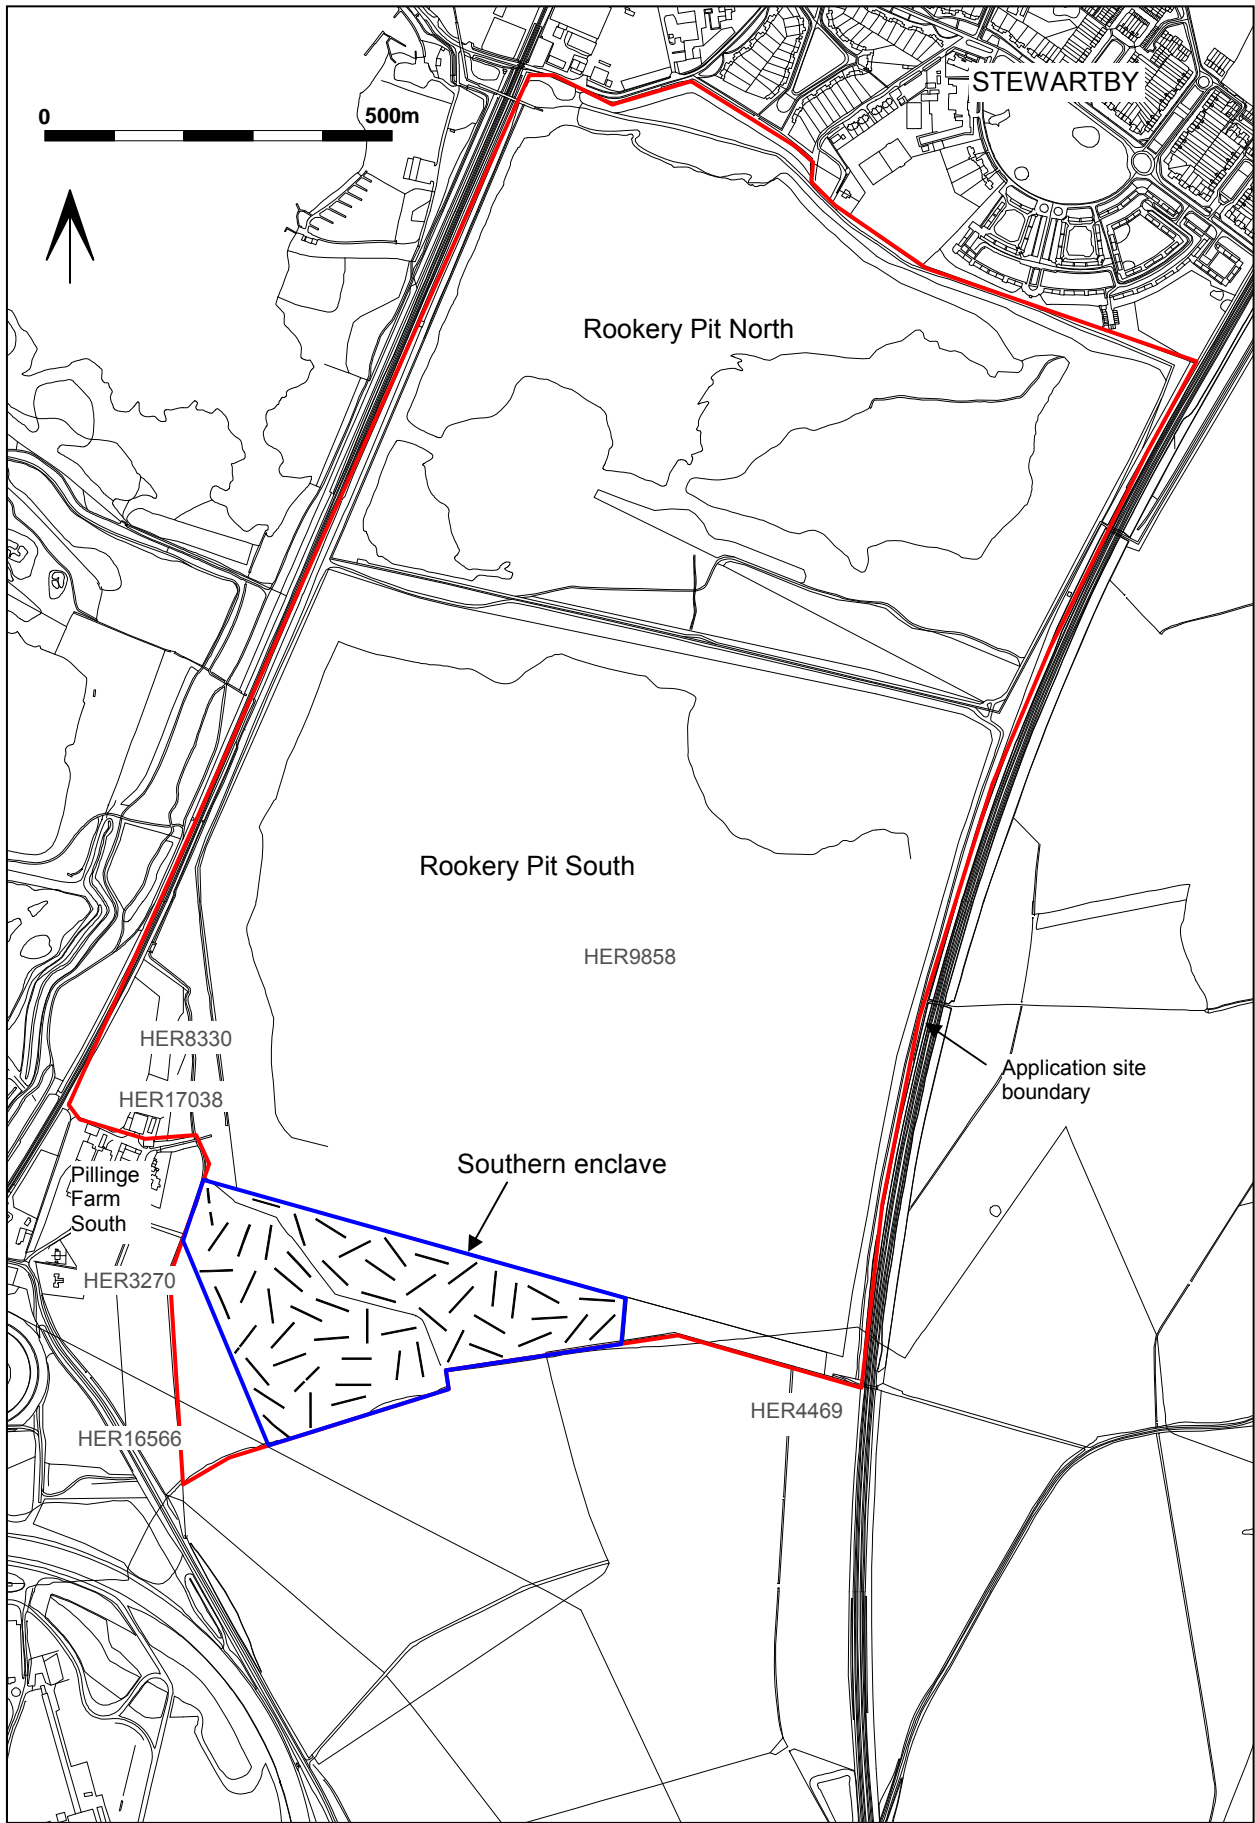 STEWARTBY
0 500m
Rookery Pit North
Rookery Pit South
HER9858
HER8330
Application site
boundary
HER17038
Southern enclave
Pillinge
Farm
South
HER3270
HER4469
HER16566